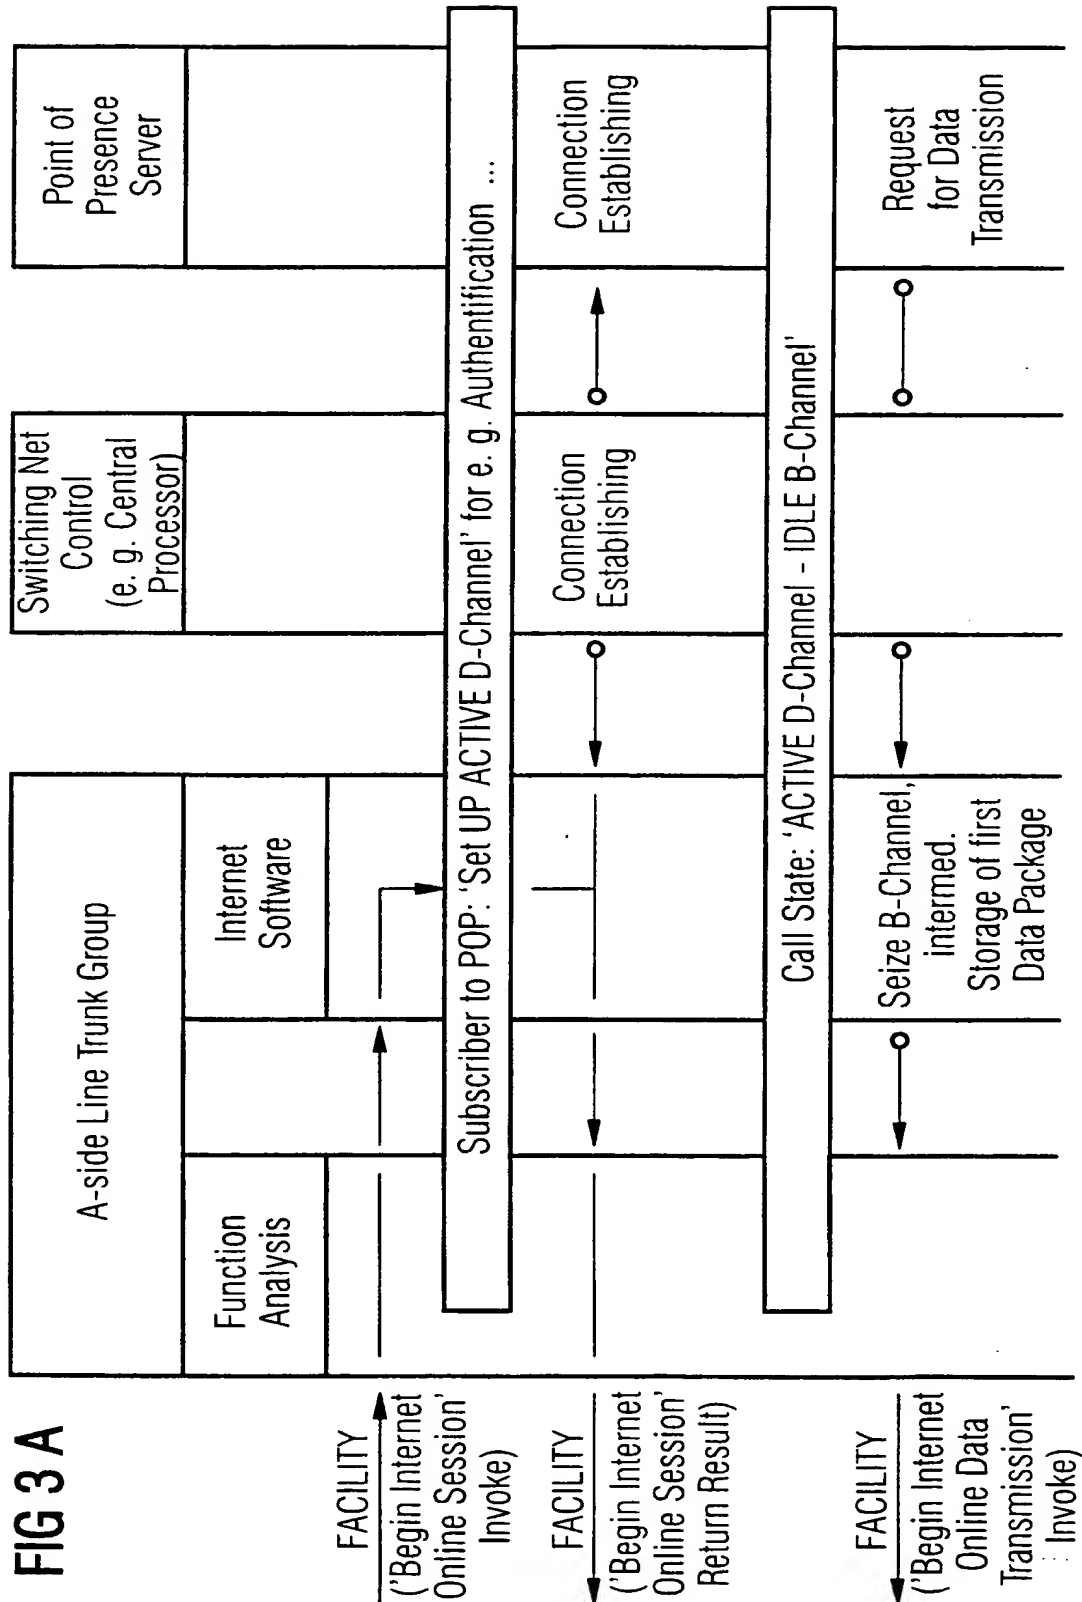 FIG 3 A
A-side Line Trunk Group
Function
Analysis
Internet
Software
Switching Net
Control
(e. g. Central
Processor)
Point of
Presence
Server
FACILITY
('Begin Internet
Online Session'
Invoke)
Subscriber to POP: 'Set UP ACTIVE D-Channel' for e. g. Authentification ...
FACILITY
('Begin Internet
Online Session'
Return Result)
Connection
Establishing
Connection
Establishing
Call State: 'ACTIVE D-Channel - IDLE B-Channel'
FACILITY
('Begin Internet
Online Data
Transmission'
Invoke)
Seize B-Channel,
intermed.
Storage of first
Data Package
Request
for Data
Transmission